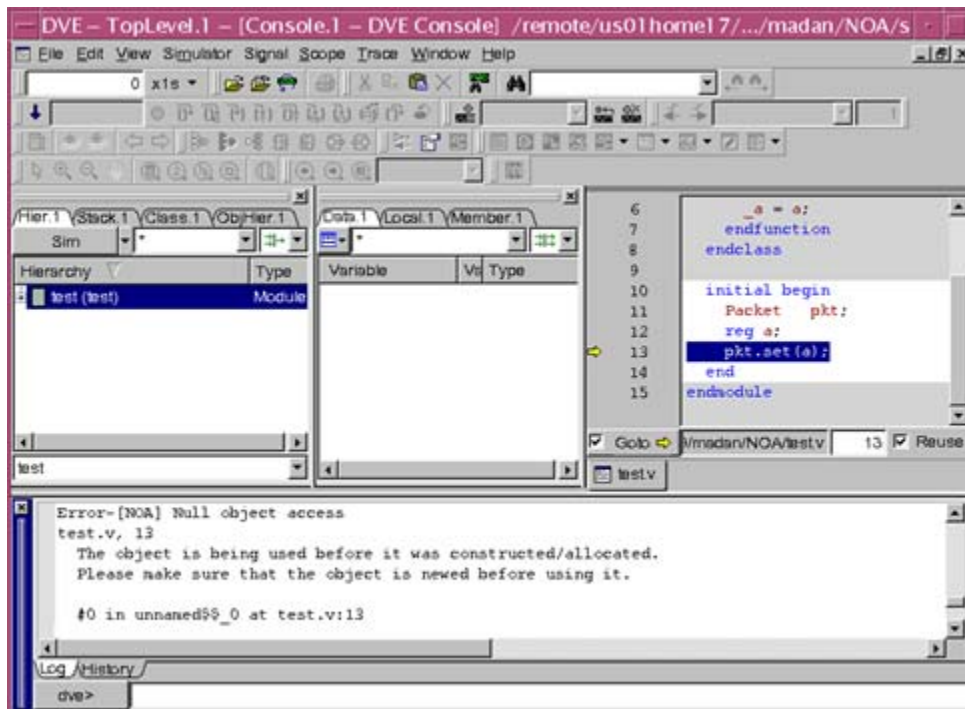 DVE - TopLevel.1 - [Console.1 - DVE Console] /remote/us01home17/.../madan/NOA/s
File Edit View Simulator Signal Scope Trace Window Help
0 x1s
1
Hier.1 Stack.1 Class.1 ObjHier.1
Sim *
Hierarchy Type
test (test) Module
test
Data.1 Local.1 Member.1
*
Variable Va Type
6 _a = a;
7 endfunction
8 endclass
9
10 initial begin
11 Packet pkt;
12 reg a;
13 pkt.set(a);
14 end
15 endmodule
Goto /madan/NOA/test.v 13 Reuse
test.v
Error-[NOA] Null object access
test.v, 13
The object is being used before it was constructed/allocated.
Please make sure that the object is newed before using it.
#0 in unnamed$$_0 at test.v:13
Log History
dve>